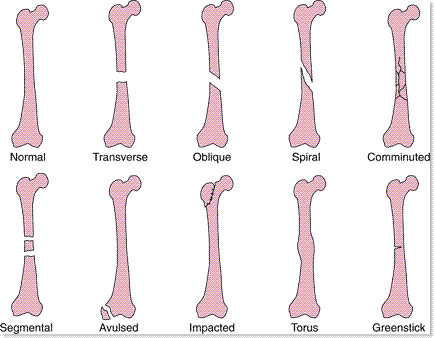 Normal Transverse Oblique Spiral Comminuted
Segmental Avulsed Impacted Torus Greenstick